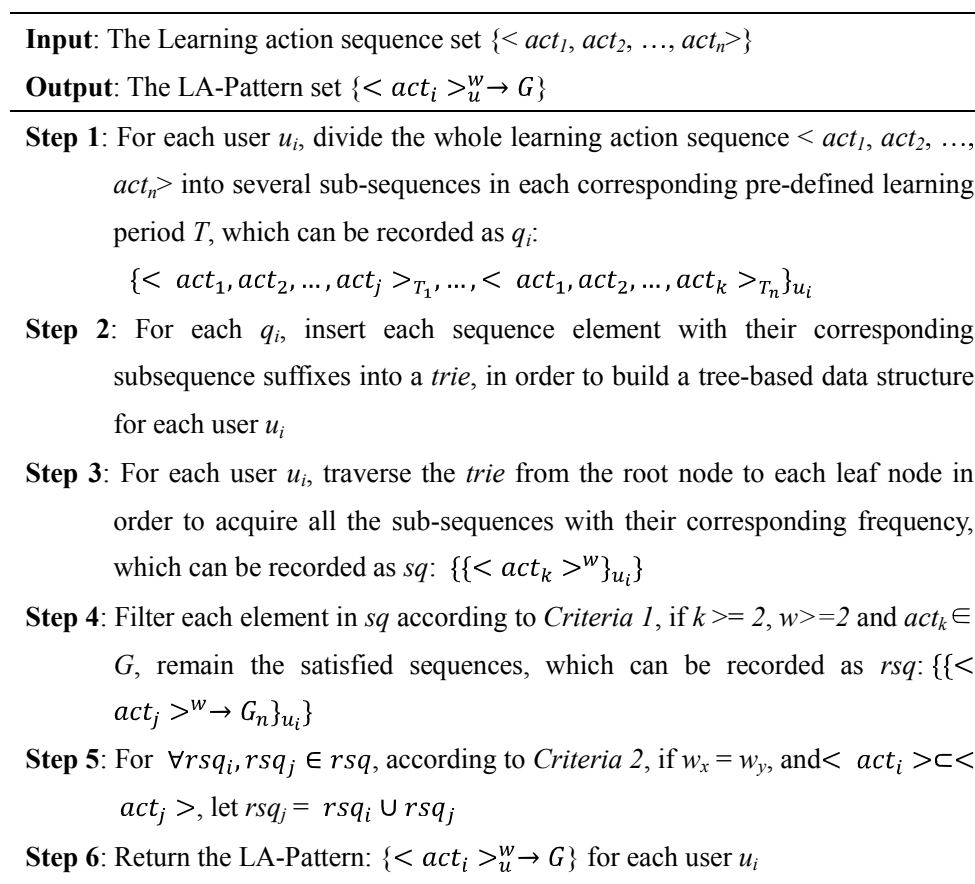 Input: The Learning action sequence set {< act₁, act₂, …, actₙ>}
Output: The LA-Pattern set {< actᵢ >ᵤʷ→ G}
Step 1: For each user uᵢ, divide the whole learning action sequence < act₁, act₂, …,
actₙ> into several sub-sequences in each corresponding pre-defined learning
period T, which can be recorded as qᵢ:
{< act₁, act₂, … , actⱼ >_T₁, … , < act₁, act₂, … , actₖ >_Tₙ}_uᵢ
Step 2: For each qᵢ, insert each sequence element with their corresponding
subsequence suffixes into a trie, in order to build a tree-based data structure
for each user uᵢ
Step 3: For each user uᵢ, traverse the trie from the root node to each leaf node in
order to acquire all the sub-sequences with their corresponding frequency,
which can be recorded as sq: {{< actₖ >ʷ}_uᵢ}
Step 4: Filter each element in sq according to Criteria 1, if k >= 2, w>=2 and actₖ∈
G, remain the satisfied sequences, which can be recorded as rsq: {{<
actⱼ >ʷ→ Gₙ}_uᵢ}
Step 5: For ∀rsqᵢ, rsqⱼ ∈ rsq, according to Criteria 2, if wₓ = w_y, and< actᵢ >⊂<
actⱼ >, let rsqⱼ = rsqᵢ ∪ rsqⱼ
Step 6: Return the LA-Pattern: {< actᵢ >ᵤʷ→ G} for each user uᵢ